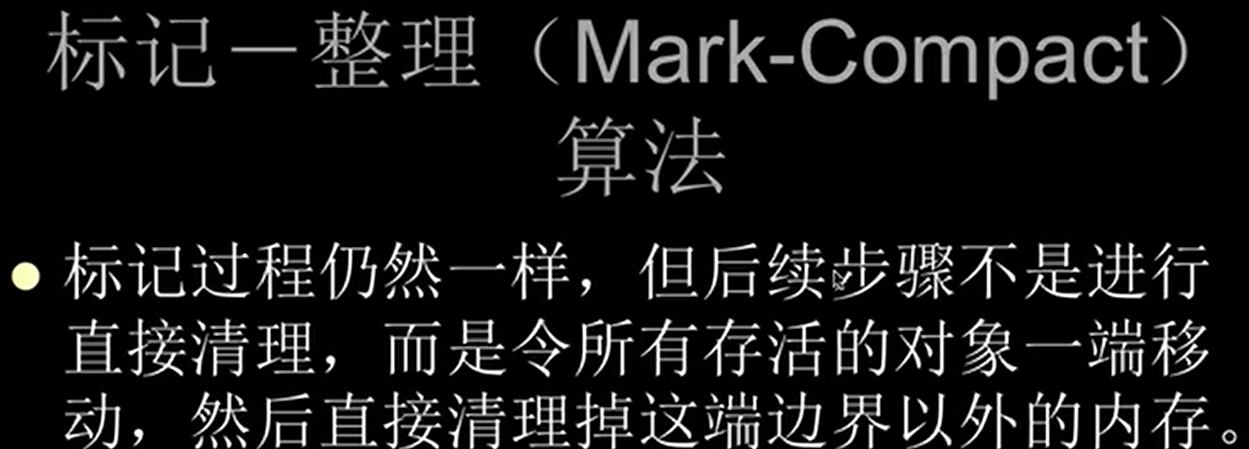 标记－整理（Mark-Compact）
算法
标记过程仍然一样，但后续步骤不是进行
直接清理，而是令所有存活的对象一端移
动，然后直接清理掉这端边界以外的内存。